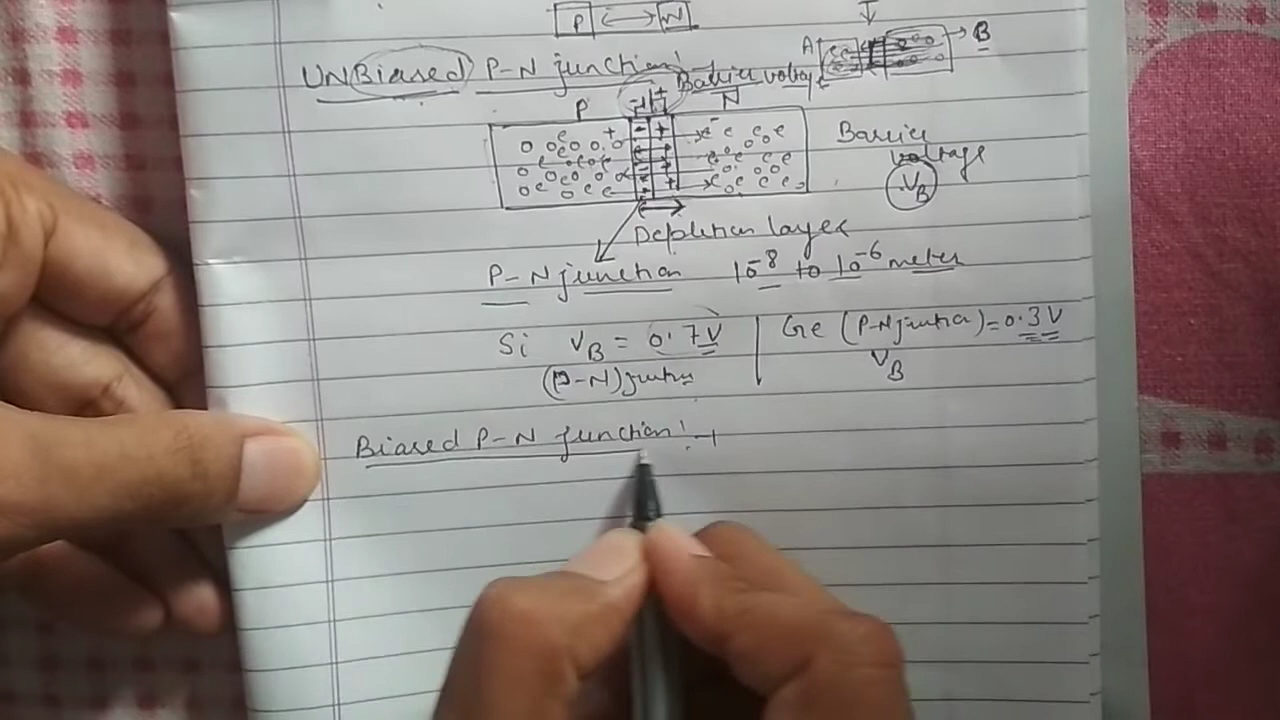 P ⟷ N
A B
UNBiased P-N junction:-
Barrier voltage
P N
Barrier voltage
VB
Depletion layer
P-N junction 10⁻⁸ to 10⁻⁶ meter
Si VB = 0.7V | Ge (P-N junction) = 0.3V
(P-N) junction VB
Biased P-N junction:-